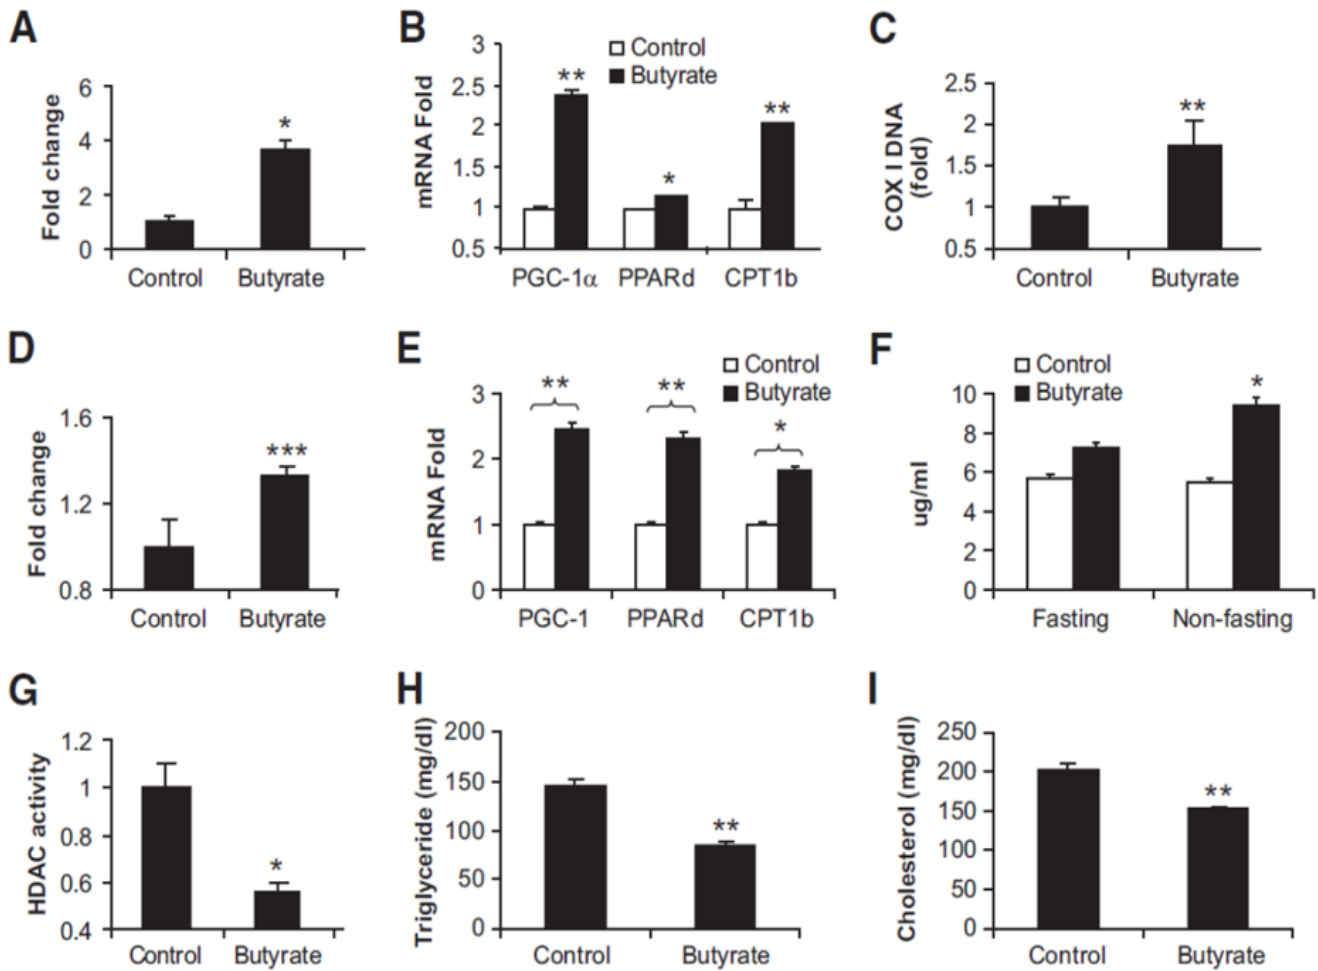 A
Fold change
6
4
2
0
*
Control Butyrate
B
mRNA Fold
3
2.5
2
1.5
1
0.5
Control
Butyrate
**
*
**
PGC-1α PPARd CPT1b
C
COX I DNA
(fold)
2.5
2
1.5
1
0.5
**
Control Butyrate
D
Fold change
1.6
1.2
0.8
***
Control Butyrate
E
mRNA Fold
3
2
1
0
Control
Butyrate
**
**
*
PGC-1 PPARd CPT1b
F
ug/ml
10
8
6
4
2
0
Control
Butyrate
*
Fasting Non-fasting
G
HDAC activity
1.2
1
0.8
0.6
0.4
*
Control Butyrate
H
Triglyceride (mg/dl)
200
150
100
50
0
**
Control Butyrate
I
Cholesterol (mg/dl)
250
200
150
100
50
0
**
Control Butyrate